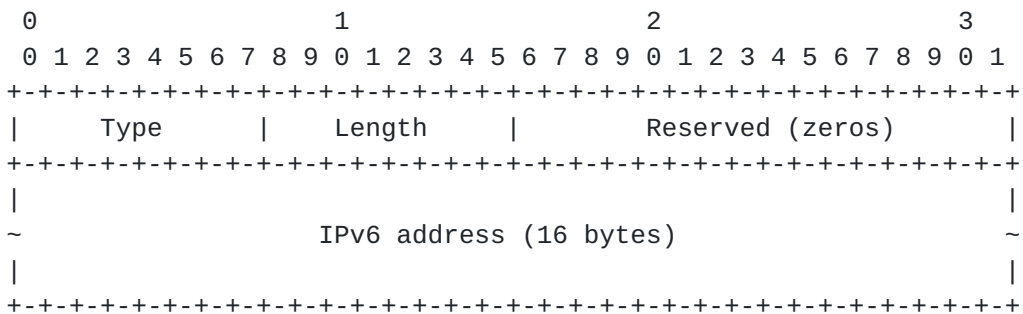 0                   1                   2                   3
 0 1 2 3 4 5 6 7 8 9 0 1 2 3 4 5 6 7 8 9 0 1 2 3 4 5 6 7 8 9 0 1
+-+-+-+-+-+-+-+-+-+-+-+-+-+-+-+-+-+-+-+-+-+-+-+-+-+-+-+-+-+-+-+-+
|     Type      |    Length     |        Reserved (zeros)       |
+-+-+-+-+-+-+-+-+-+-+-+-+-+-+-+-+-+-+-+-+-+-+-+-+-+-+-+-+-+-+-+-+
|                                                               |
~                   IPv6 address (16 bytes)                     ~
|                                                               |
+-+-+-+-+-+-+-+-+-+-+-+-+-+-+-+-+-+-+-+-+-+-+-+-+-+-+-+-+-+-+-+-+